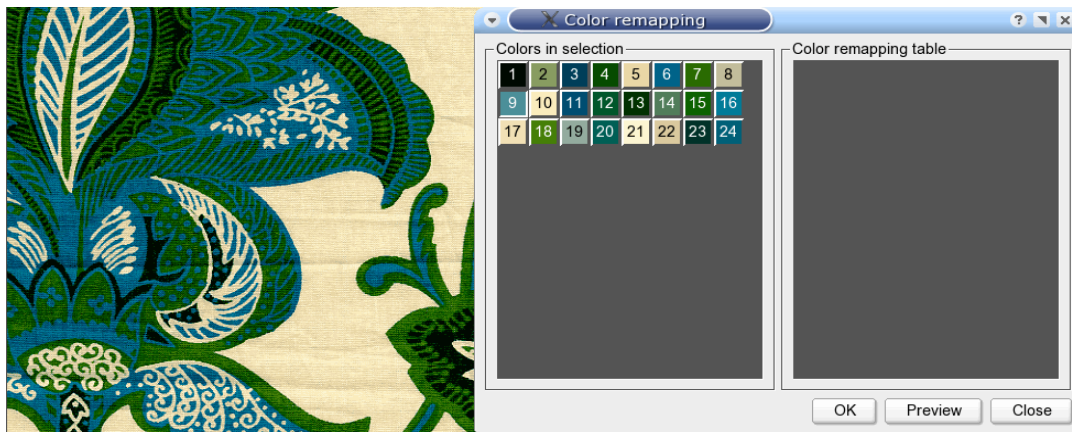 Color remapping
Colors in selection
Color remapping table
1 2 3 4 5 6 7 8
9 10 11 12 13 14 15 16
17 18 19 20 21 22 23 24
OK Preview Close